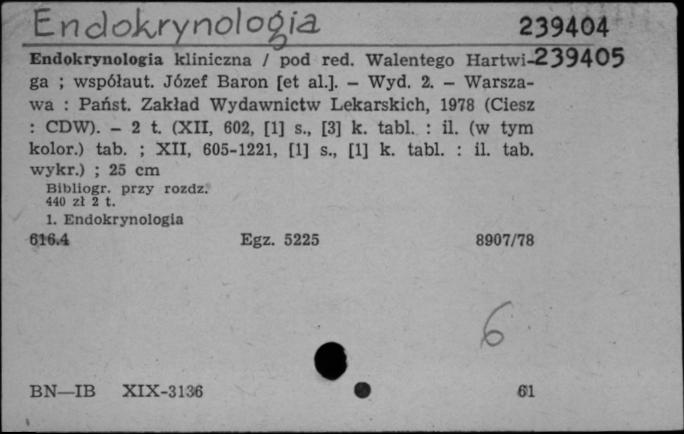 Endokrynologia 239404
Endokrynologia kliniczna / pod red. Walentego Hartwi- 239405
ga ; współaut. Józef Baron [et al.]. — Wyd. 2. — Warsza-
wa : Państ. Zakład Wydawnictw Lekarskich, 1978 (Ciesz
: CDW). — 2 t. (XII, 602, [1] s., [3] k. tabl. : il. (w tym
kolor.) tab. ; XII, 605-1221, [1] s., [1] k. tabl. : il. tab.
wykr.) ; 25 cm
Bibliogr. przy rozdz.
440 zł 2 t.
1. Endokrynologia
616.4 Egz. 5225 8907/78
6
BN—IB XIX-3136 61